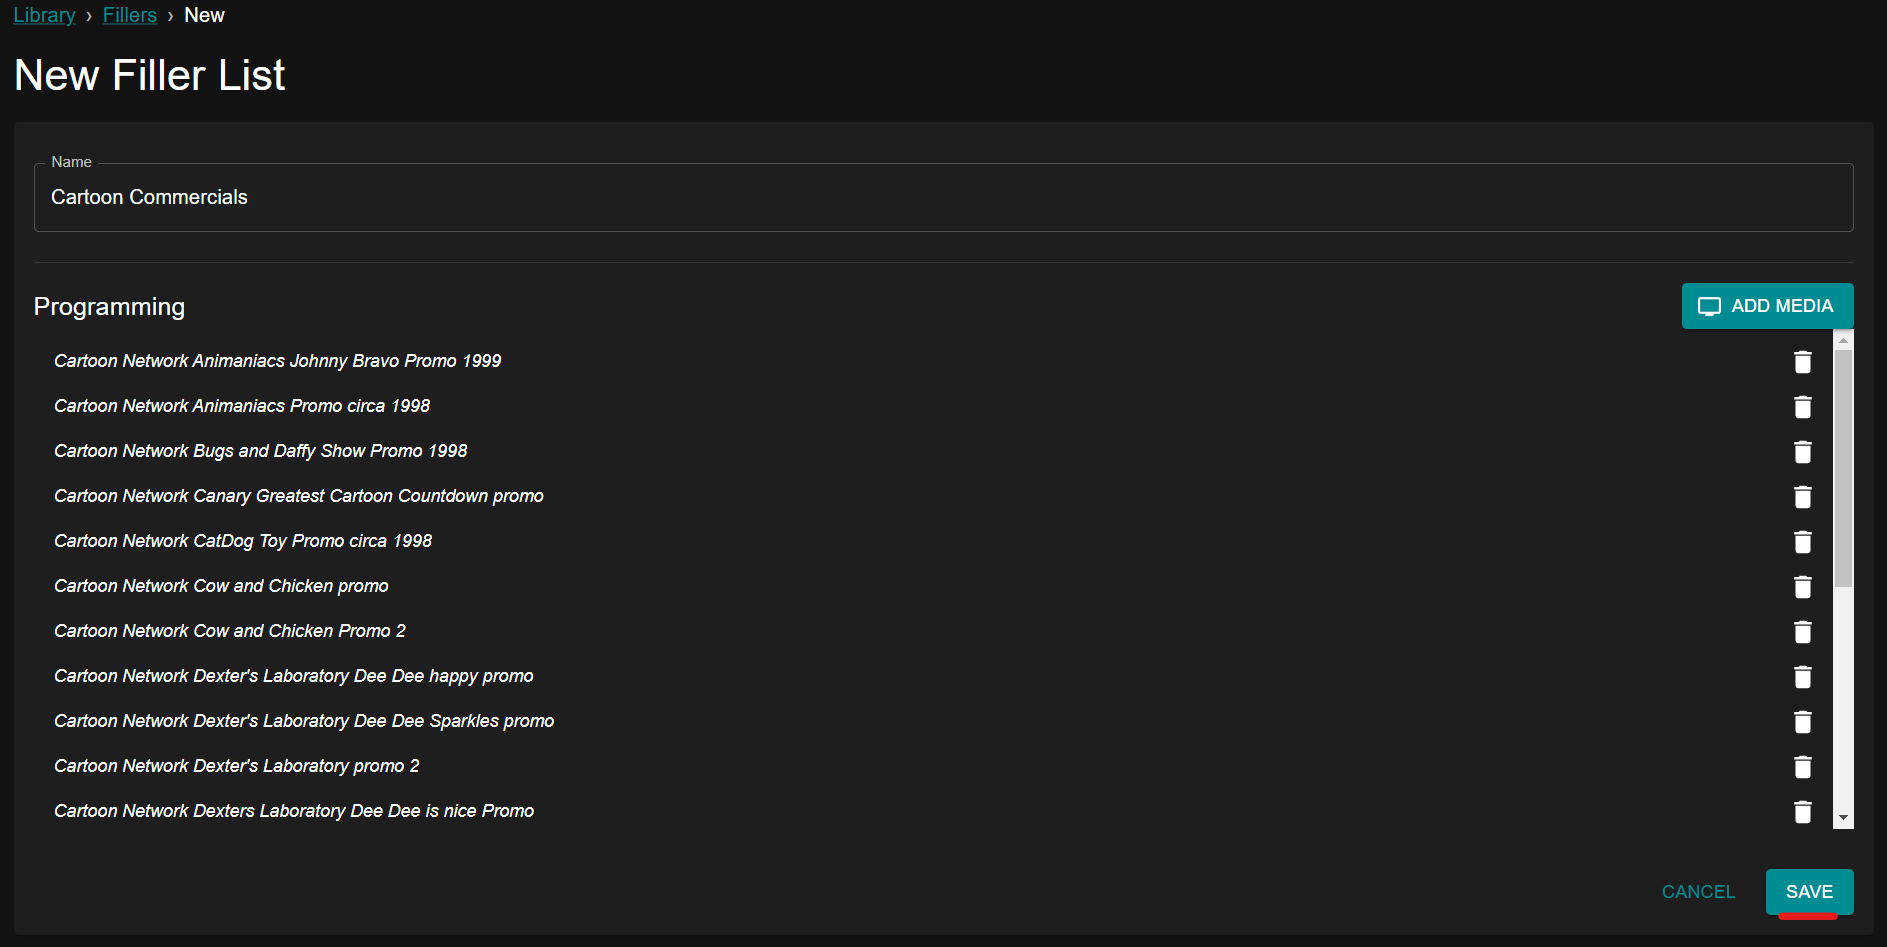 Library › Fillers › New
New Filler List
Name
Cartoon Commercials
Programming
ADD MEDIA
Cartoon Network Animaniacs Johnny Bravo Promo 1999
Cartoon Network Animaniacs Promo circa 1998
Cartoon Network Bugs and Daffy Show Promo 1998
Cartoon Network Canary Greatest Cartoon Countdown promo
Cartoon Network CatDog Toy Promo circa 1998
Cartoon Network Cow and Chicken promo
Cartoon Network Cow and Chicken Promo 2
Cartoon Network Dexter's Laboratory Dee Dee happy promo
Cartoon Network Dexter's Laboratory Dee Dee Sparkles promo
Cartoon Network Dexter's Laboratory promo 2
Cartoon Network Dexters Laboratory Dee Dee is nice Promo
CANCEL
SAVE